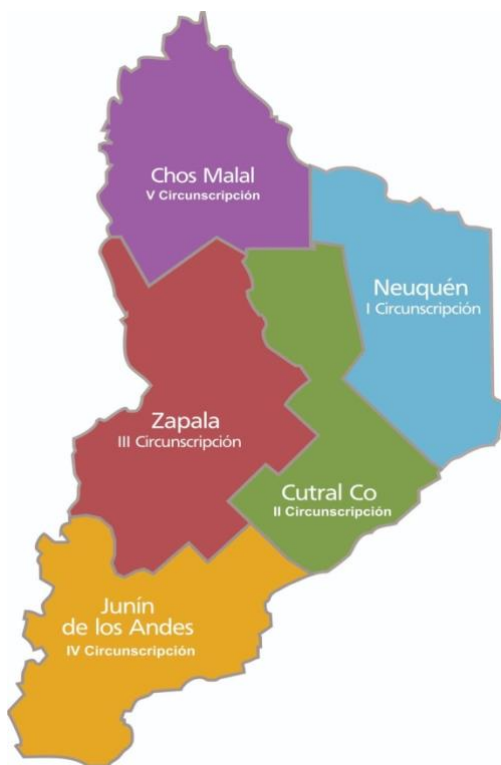 Chos Malal
V Circunscripción
Neuquén
I Circunscripción
Zapala
III Circunscripción
Cutral Co
II Circunscripción
Junín
de los Andes
IV Circunscripción